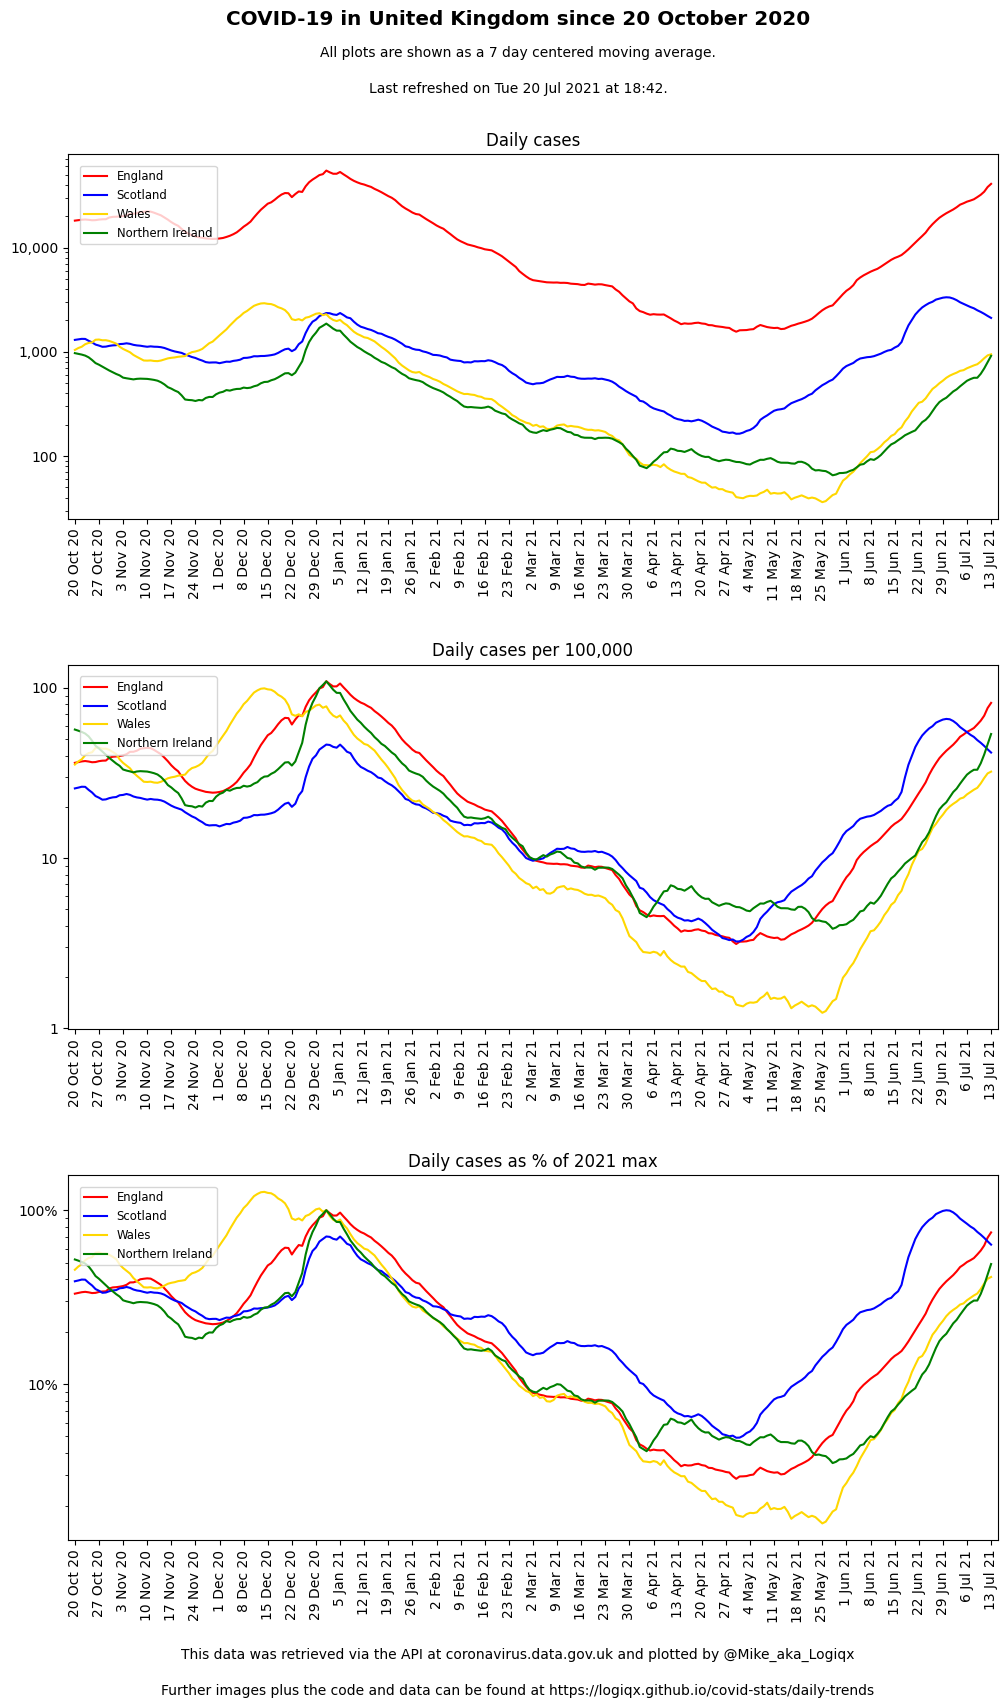 COVID-19 in United Kingdom since 20 October 2020
All plots are shown as a 7 day centered moving average.
Last refreshed on Tue 20 Jul 2021 at 18:42.
Daily cases
England
Scotland
Wales
Northern Ireland
10,000
1,000
100
20 Oct 20
27 Oct 20
3 Nov 20
10 Nov 20
17 Nov 20
24 Nov 20
1 Dec 20
8 Dec 20
15 Dec 20
22 Dec 20
29 Dec 20
5 Jan 21
12 Jan 21
19 Jan 21
26 Jan 21
2 Feb 21
9 Feb 21
16 Feb 21
23 Feb 21
2 Mar 21
9 Mar 21
16 Mar 21
23 Mar 21
30 Mar 21
6 Apr 21
13 Apr 21
20 Apr 21
27 Apr 21
4 May 21
11 May 21
18 May 21
25 May 21
1 Jun 21
8 Jun 21
15 Jun 21
22 Jun 21
29 Jun 21
6 Jul 21
13 Jul 21
Daily cases per 100,000
England
Scotland
Wales
Northern Ireland
100
10
1
20 Oct 20
27 Oct 20
3 Nov 20
10 Nov 20
17 Nov 20
24 Nov 20
1 Dec 20
8 Dec 20
15 Dec 20
22 Dec 20
29 Dec 20
5 Jan 21
12 Jan 21
19 Jan 21
26 Jan 21
2 Feb 21
9 Feb 21
16 Feb 21
23 Feb 21
2 Mar 21
9 Mar 21
16 Mar 21
23 Mar 21
30 Mar 21
6 Apr 21
13 Apr 21
20 Apr 21
27 Apr 21
4 May 21
11 May 21
18 May 21
25 May 21
1 Jun 21
8 Jun 21
15 Jun 21
22 Jun 21
29 Jun 21
6 Jul 21
13 Jul 21
Daily cases as % of 2021 max
England
Scotland
Wales
Northern Ireland
100%
10%
20 Oct 20
27 Oct 20
3 Nov 20
10 Nov 20
17 Nov 20
24 Nov 20
1 Dec 20
8 Dec 20
15 Dec 20
22 Dec 20
29 Dec 20
5 Jan 21
12 Jan 21
19 Jan 21
26 Jan 21
2 Feb 21
9 Feb 21
16 Feb 21
23 Feb 21
2 Mar 21
9 Mar 21
16 Mar 21
23 Mar 21
30 Mar 21
6 Apr 21
13 Apr 21
20 Apr 21
27 Apr 21
4 May 21
11 May 21
18 May 21
25 May 21
1 Jun 21
8 Jun 21
15 Jun 21
22 Jun 21
29 Jun 21
6 Jul 21
13 Jul 21
This data was retrieved via the API at coronavirus.data.gov.uk and plotted by @Mike_aka_Logiqx
Further images plus the code and data can be found at https://logiqx.github.io/covid-stats/daily-trends